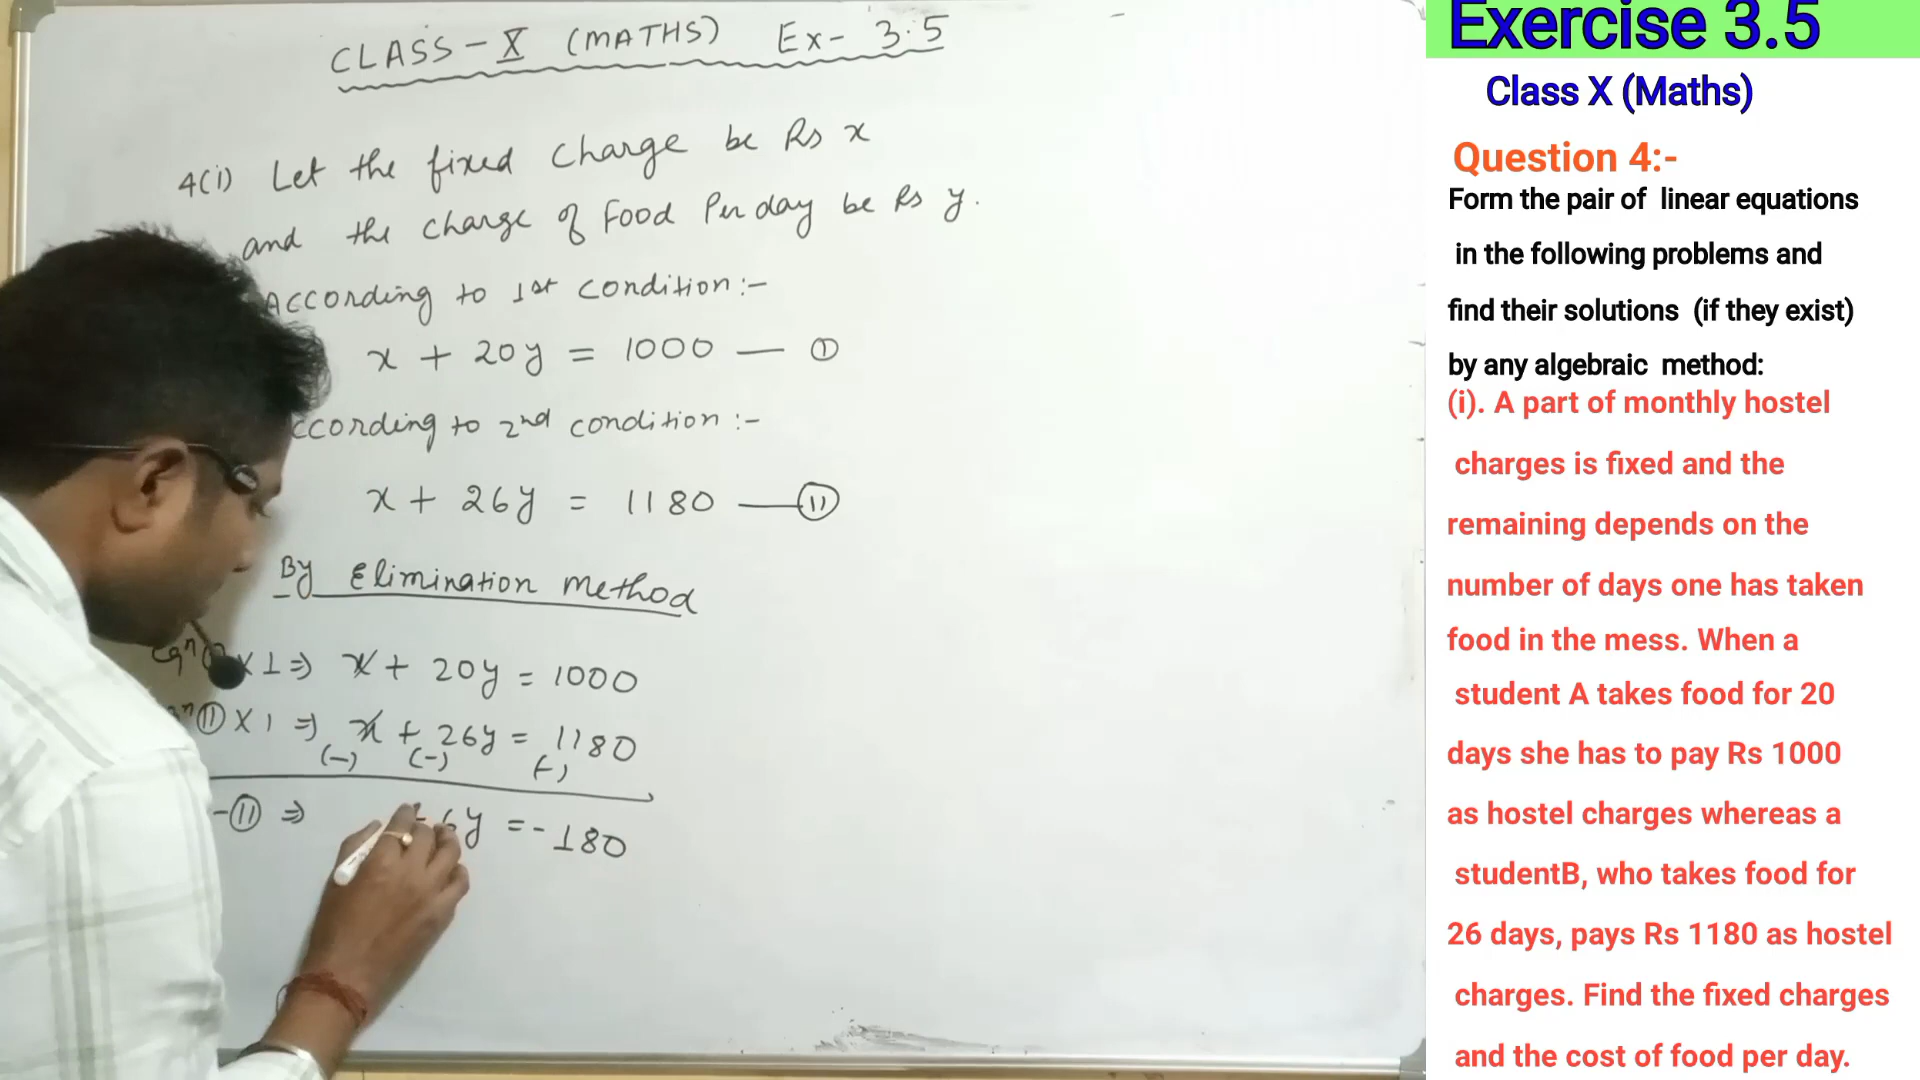 CLASS-X (MATHS) Ex- 3.5
4(i) Let the fixed charge be Rs x
and the charge of Food Per day be Rs y.
According to 1st condition:-
x + 20y = 1000 — (I)
ccording to 2nd condition:-
x + 26y = 1180 — (II)
By Elimination Method
x 1 ⇒ x + 20y = 1000
(II) x 1 ⇒ x + 26y = 1180
(-) (-) (-)
-(II) ⇒ 6y = -180
Exercise 3.5
Class X (Maths)
Question 4:-
Form the pair of linear equations
in the following problems and
find their solutions (if they exist)
by any algebraic method:
(i). A part of monthly hostel
charges is fixed and the
remaining depends on the
number of days one has taken
food in the mess. When a
student A takes food for 20
days she has to pay Rs 1000
as hostel charges whereas a
studentB, who takes food for
26 days, pays Rs 1180 as hostel
charges. Find the fixed charges
and the cost of food per day.